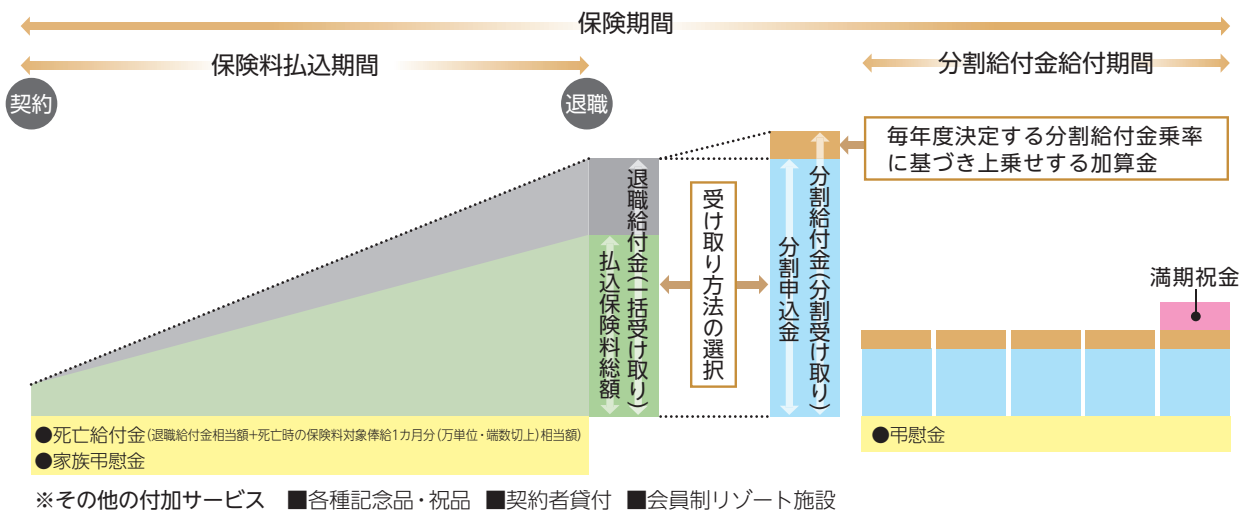 保険期間
保険料払込期間
分割給付金給付期間
契約
退職
毎年度決定する分割給付金乗率
に基づき上乗せする加算金
退職給付金(一括受け取り)
払込保険料総額
受け取り方法の選択
分割給付金(分割受け取り)
分割申込金
満期祝金
●死亡給付金(退職給付金相当額+死亡時の保険料対象俸給1カ月分(万単位・端数切上)相当額)
●家族弔慰金
●弔慰金
※その他の付加サービス ■各種記念品・祝品 ■契約者貸付 ■会員制リゾート施設